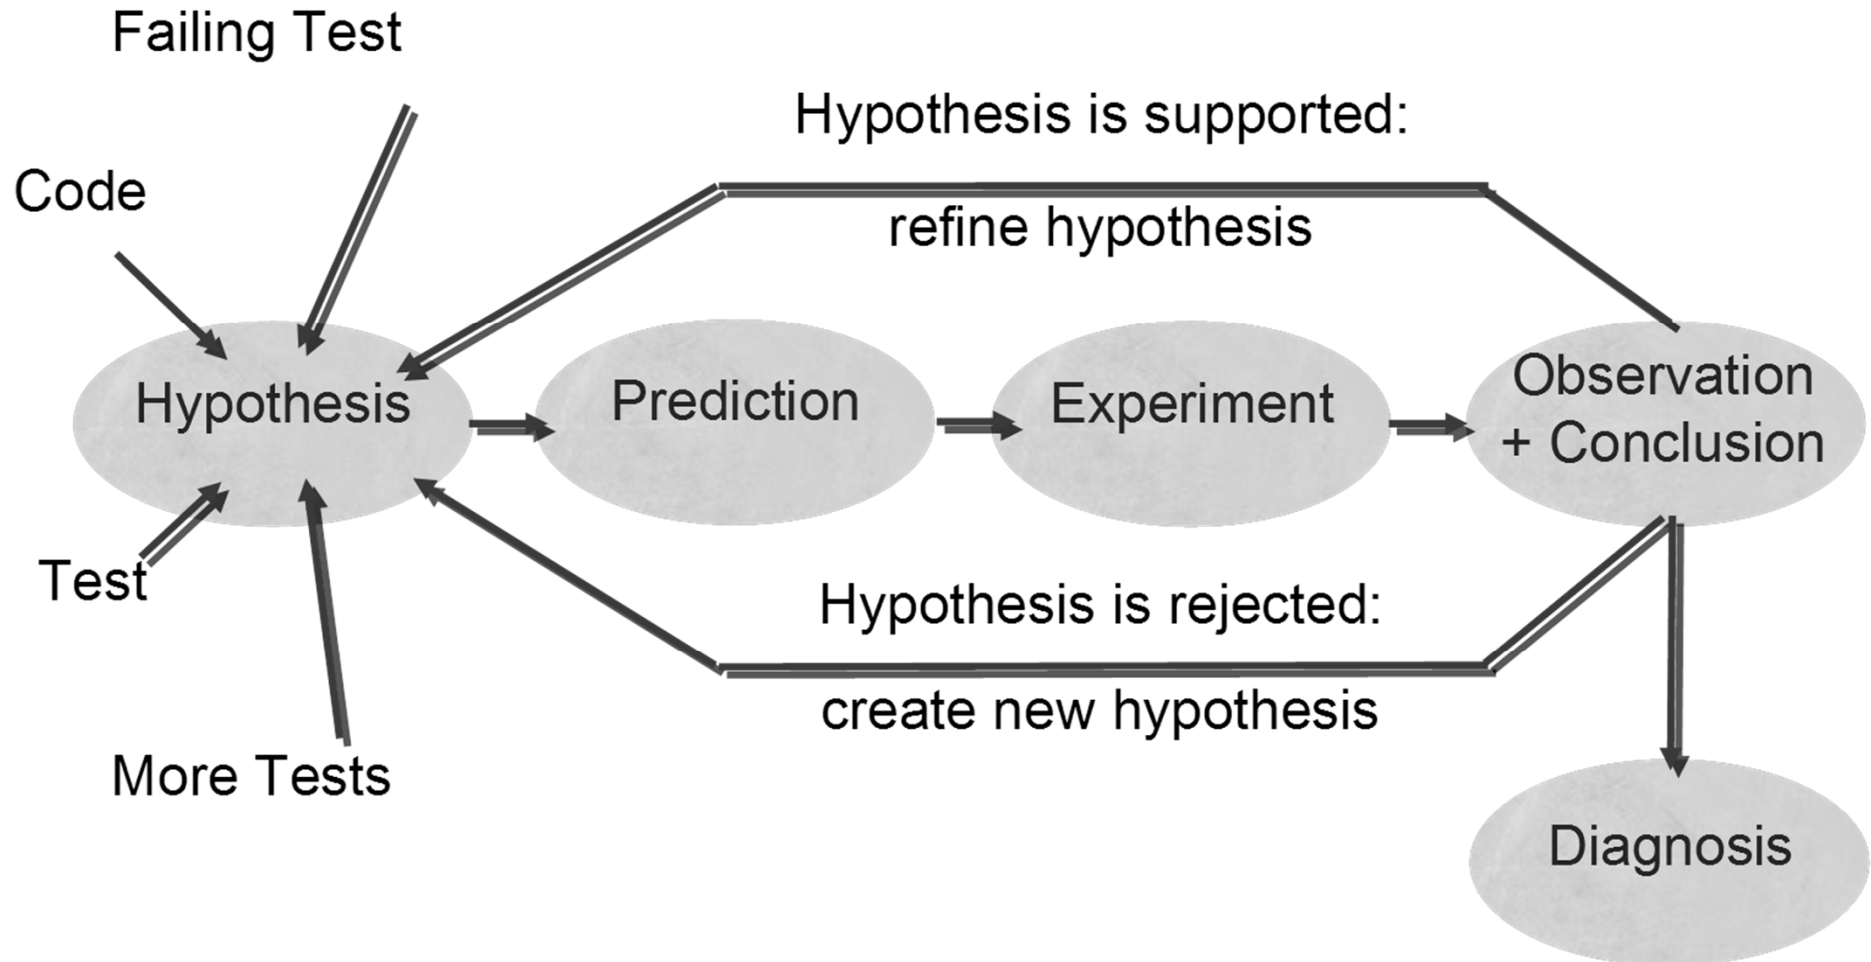 Failing Test
Hypothesis is supported:
Code
refine hypothesis
Hypothesis
Prediction
Experiment
Observation
+ Conclusion
Test
Hypothesis is rejected:
create new hypothesis
More Tests
Diagnosis